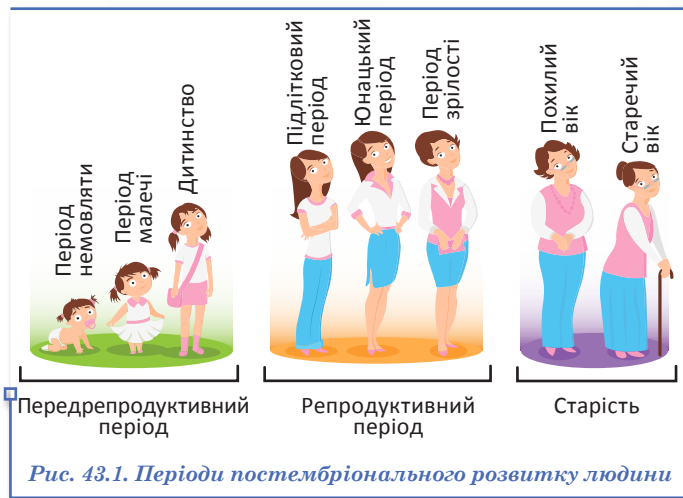 Період
немовляти
Період
малечі
Дитинство
Підлітковий
період
Юнацький
період
Період
зрілості
Похилий
вік
Старечий
вік
Передрепродуктивний
період
Репродуктивний
період
Старість
Рис. 43.1. Періоди постембріонального розвитку людини